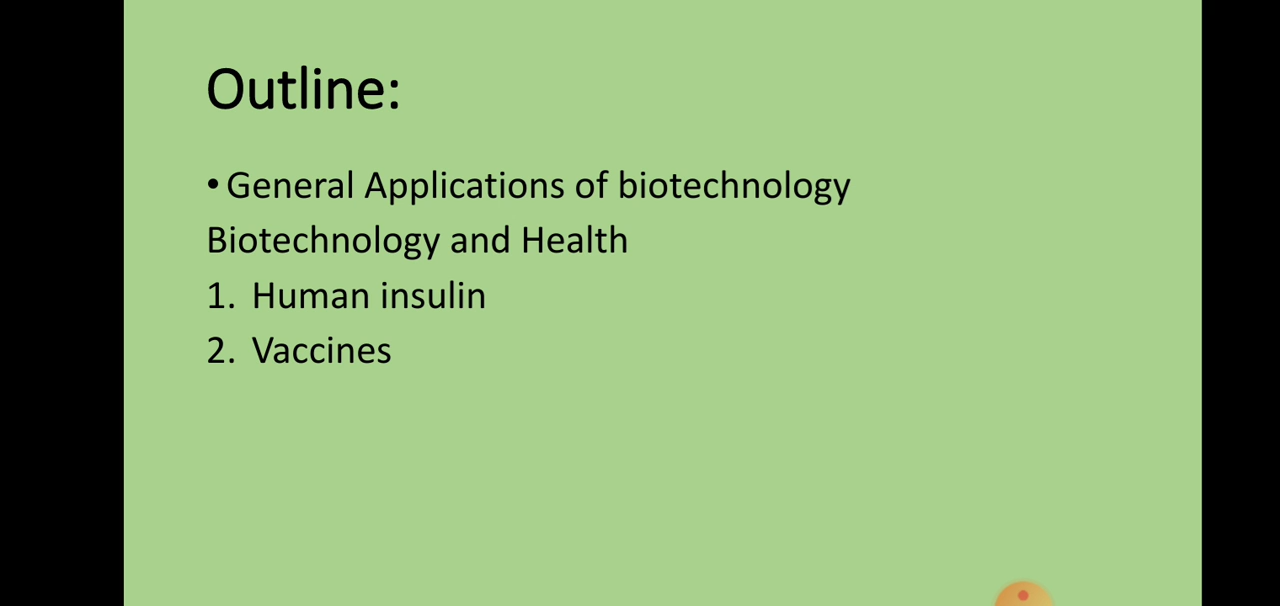 Outline:
• General Applications of biotechnology
Biotechnology and Health
1. Human insulin
2. Vaccines